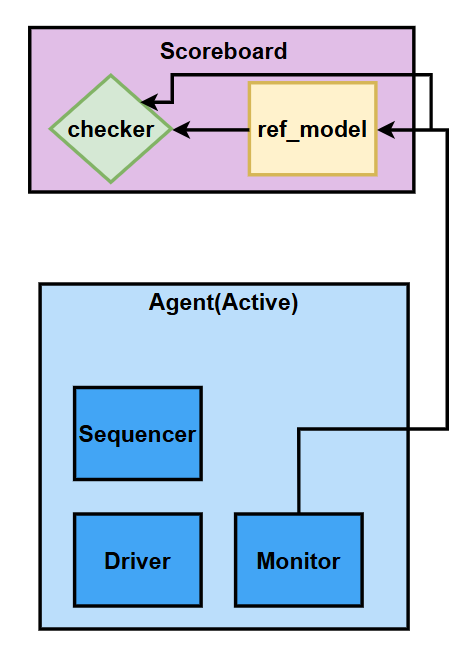 Scoreboard
checker
ref_model
Agent(Active)
Sequencer
Driver
Monitor